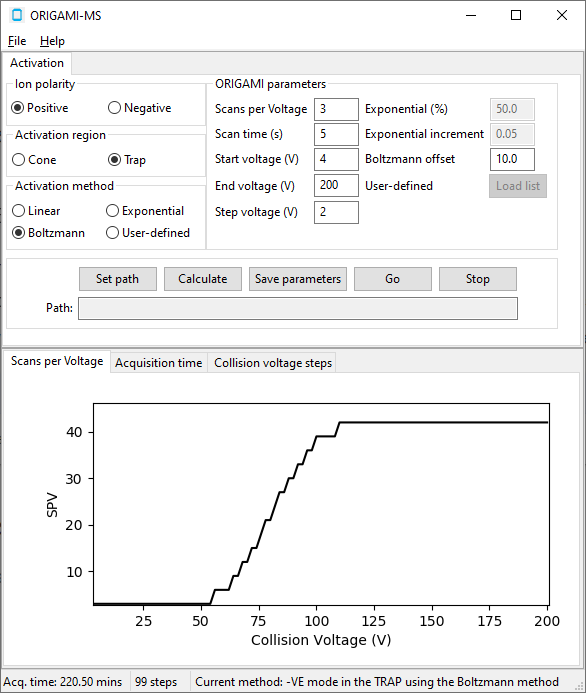 ORIGAMI-MS
File Help
Activation
Ion polarity
Positive Negative
Activation region
Cone Trap
Activation method
Linear Exponential
Boltzmann User-defined
ORIGAMI parameters
Scans per Voltage 3 Exponential (%) 50.0
Scan time (s) 5 Exponential increment 0.05
Start voltage (V) 4 Boltzmann offset 10.0
End voltage (V) 200 User-defined Load list
Step voltage (V) 2
Set path Calculate Save parameters Go Stop
Path:
Scans per Voltage Acquisition time Collision voltage steps
40
30
20
10
SPV
25 50 75 100 125 150 175 200
Collision Voltage (V)
Acq. time: 220.50 mins 99 steps Current method: -VE mode in the TRAP using the Boltzmann method